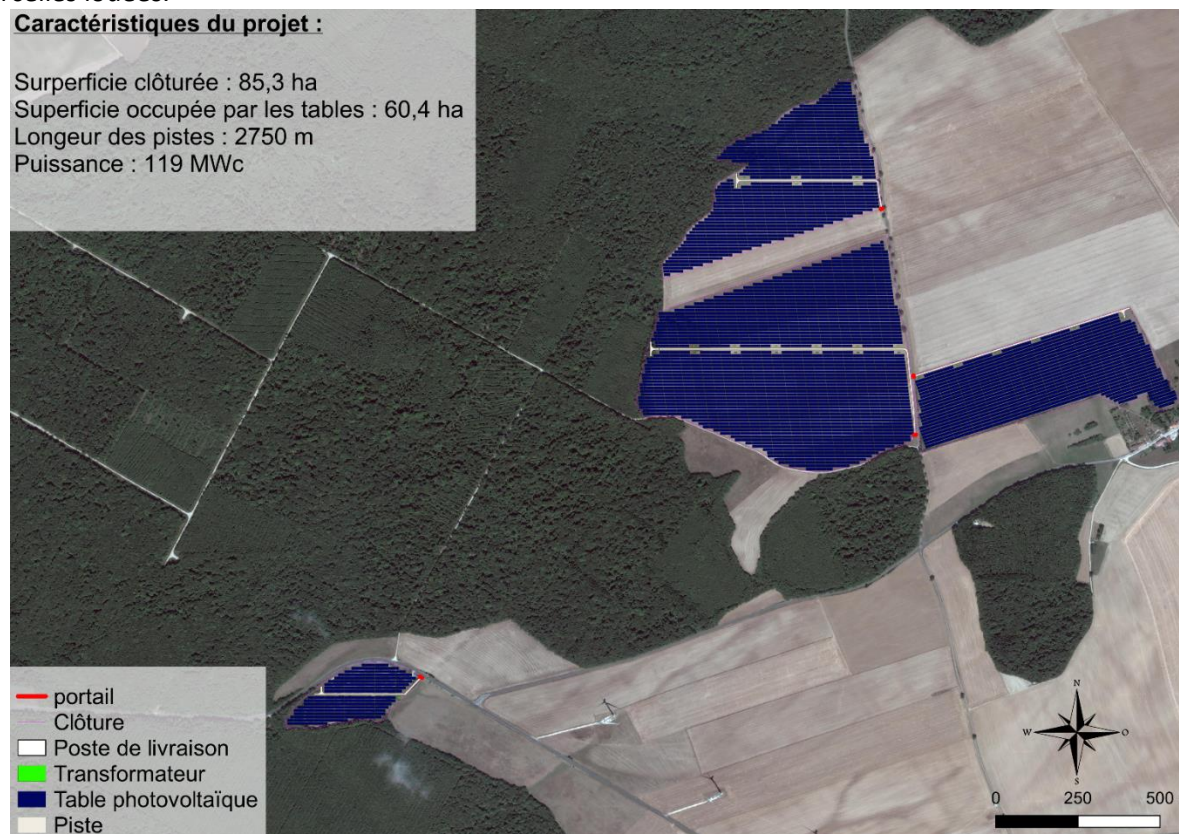 Caractéristiques du projet :
Surperficie clôturée : 85,3 ha
Superficie occupée par les tables : 60,4 ha
Longeur des pistes : 2750 m
Puissance : 119 MWc
portail
Clôture
Poste de livraison
Transformateur
Table photovoltaïque
Piste
N
W O
S
0 250 500